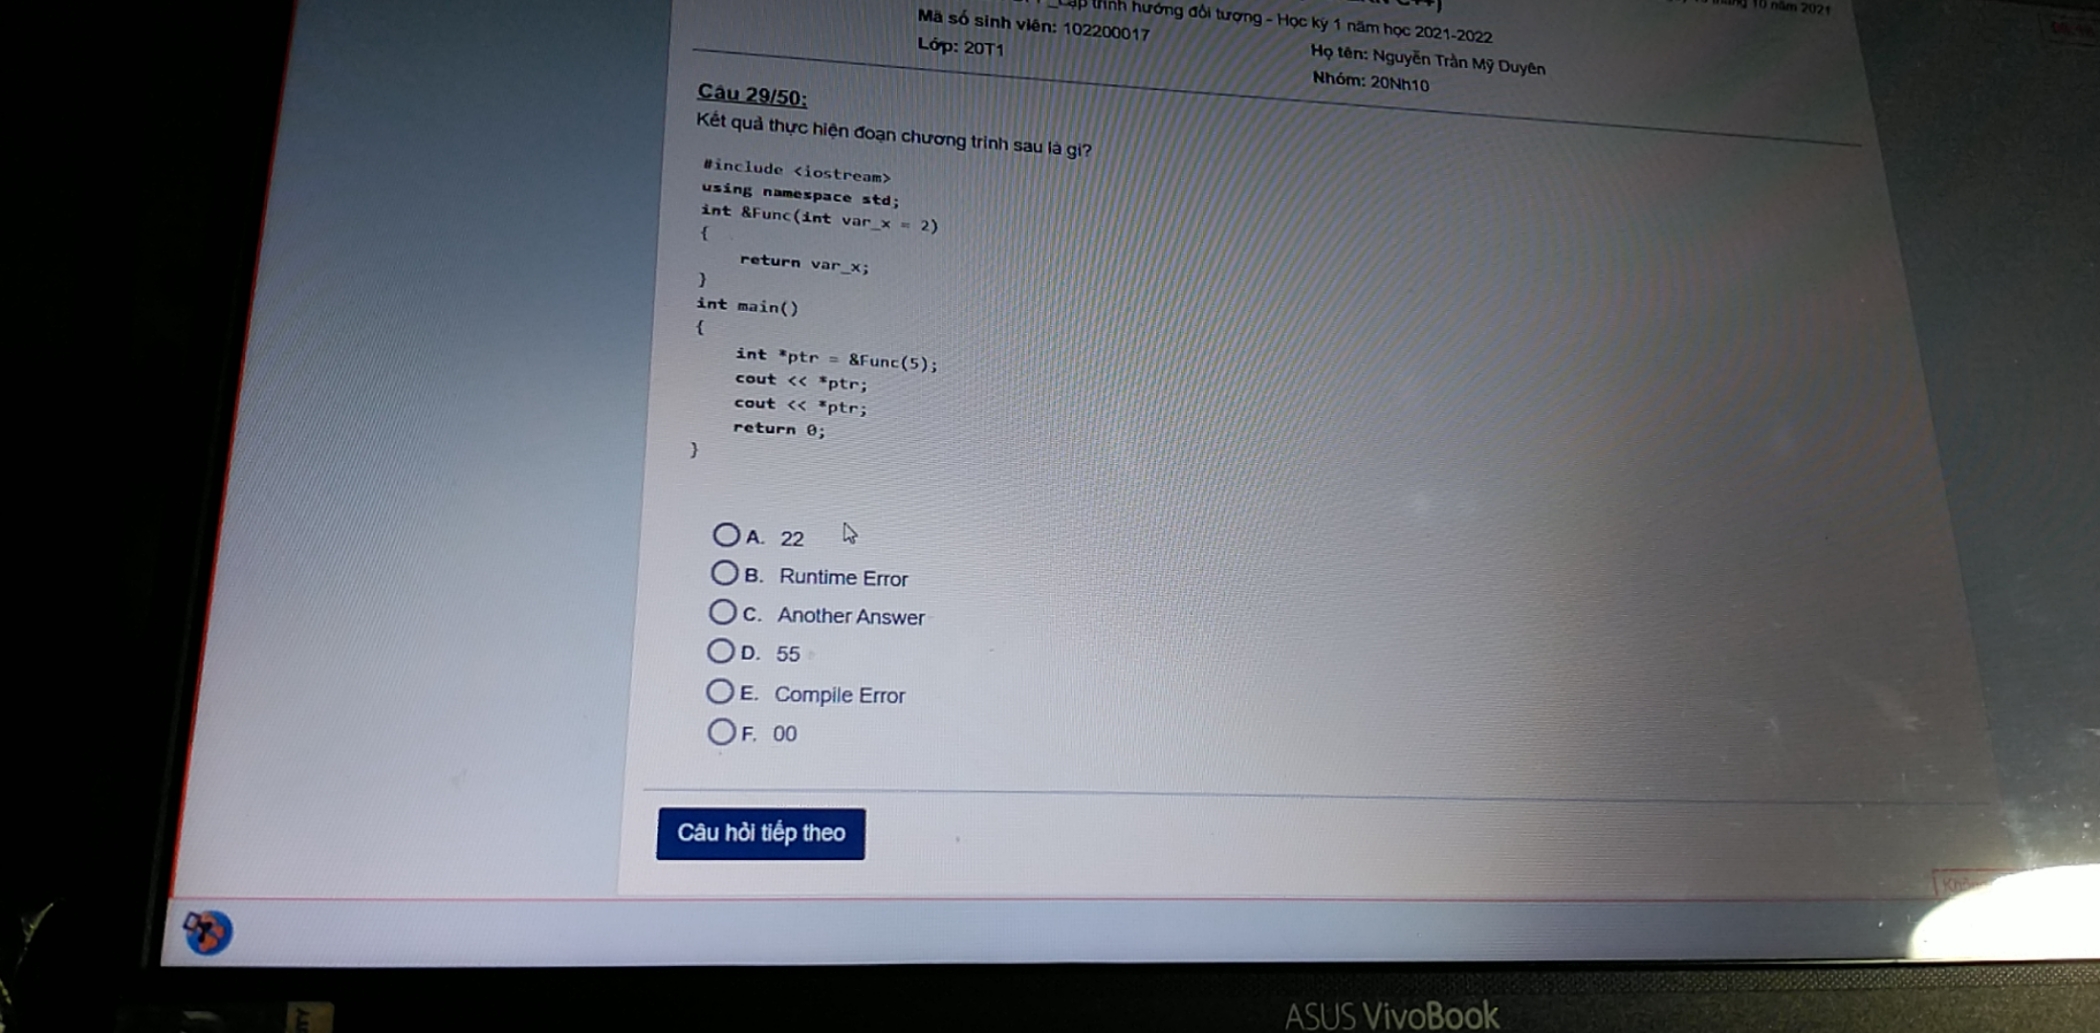 trình hướng đối tượng - Học kỳ 1 năm học 2021-2022
10 năm 2021
Mã số sinh viên: 102200017
Họ tên: Nguyễn Trần Mỹ Duyên
Lớp: 20T1
Nhóm: 20Nh10
Câu 29/50:
Kết quả thực hiện đoạn chương trình sau là gì?
#include <iostream>
using namespace std;
int &Func(int var_x = 2)
{
return var_x;
}
int main()
{
int *ptr = &Func(5);
cout << *ptr;
cout << *ptr;
return 0;
}
A. 22
B. Runtime Error
C. Another Answer
D. 55
E. Compile Error
F. 00
Câu hỏi tiếp theo
ASUS VivoBook